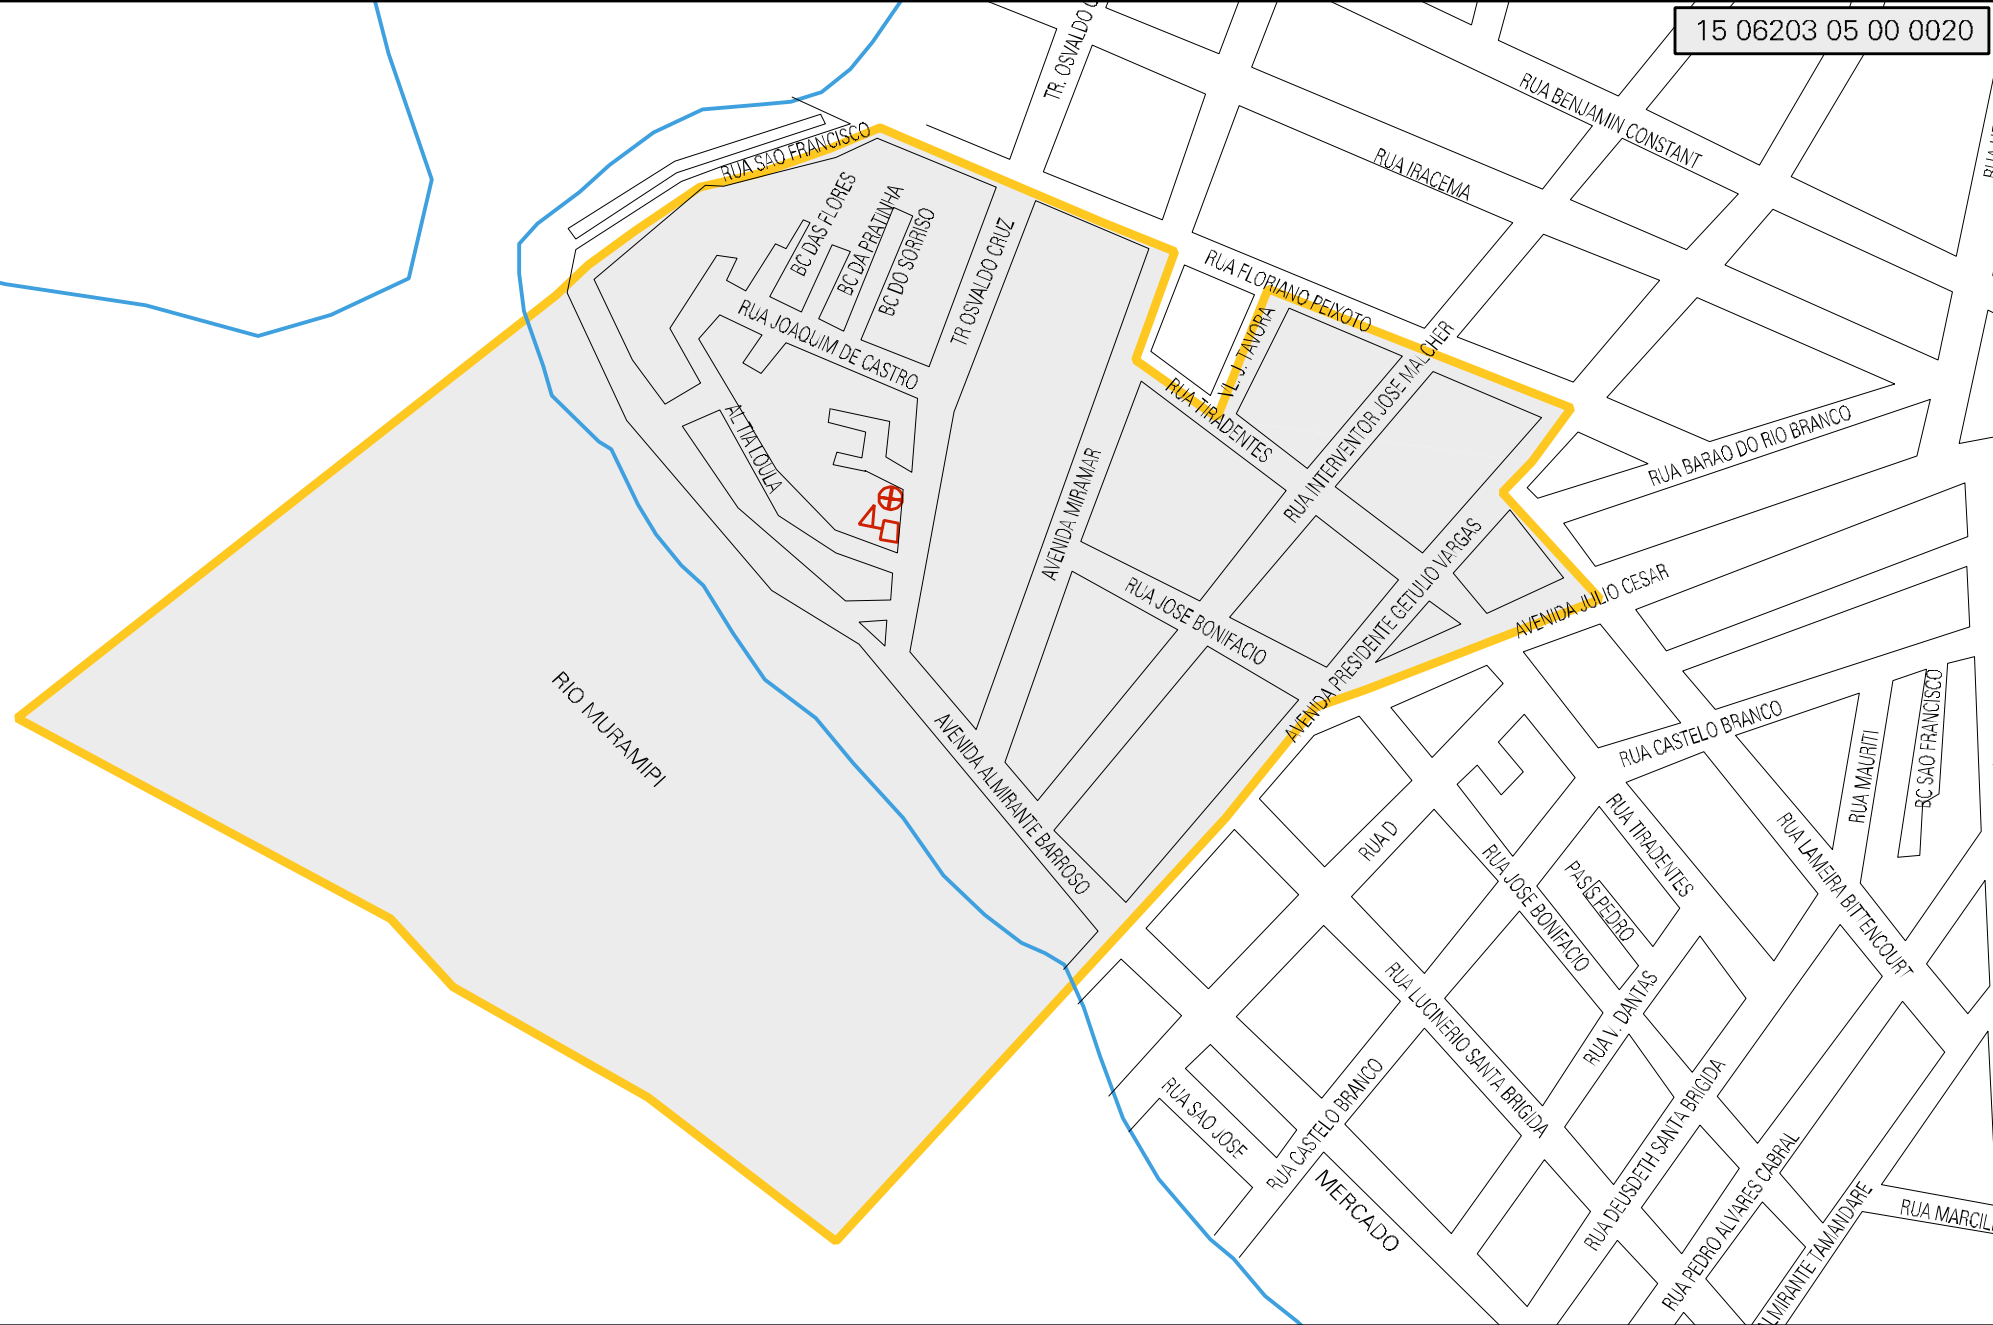 15 06203 05 00 0020
TR. OSVALDO
RUA BENJAMIN CONSTANT
RUA SAO FRANCISCO
RUA IRACEMA
BC DAS FLORES
BC DA PRATINHA
BC DO SORRISO
TR OSVALDO CRUZ
RUA FLORIANO PEIXOTO
RUA JOAQUIM DE CASTRO
VL. J. TAVORA
RUA INTERVENTOR JOSE MALCHER
RUA TIRADENTES
AL TIA LOULA
RUA BARAO DO RIO BRANCO
AVENIDA MIRAMAR
AVENIDA PRESIDENTE GETULIO VARGAS
RUA JOSE BONIFACIO
AVENIDA JULIO CESAR
RIO MURAMIPI
AVENIDA ALMIRANTE BARROSO
RUA CASTELO BRANCO
RUA MAURITI
BC SAO FRANCISCO
RUA TIRADENTES
RUA D
RUA JOSE BONIFACIO
PAS|S PEDRO
RUA LAMEIRA BITTENCOURT
RUA LUCINERIO SANTA BRIGIDA
RUA V. DANTAS
RUA SAO JOSE
RUA CASTELO BRANCO
MERCADO
RUA DEUSDETH SANTA BRIGIDA
RUA PEDRO ALVARES CABRAL
LMIRANTE TAMANDARE
RUA MARCIL